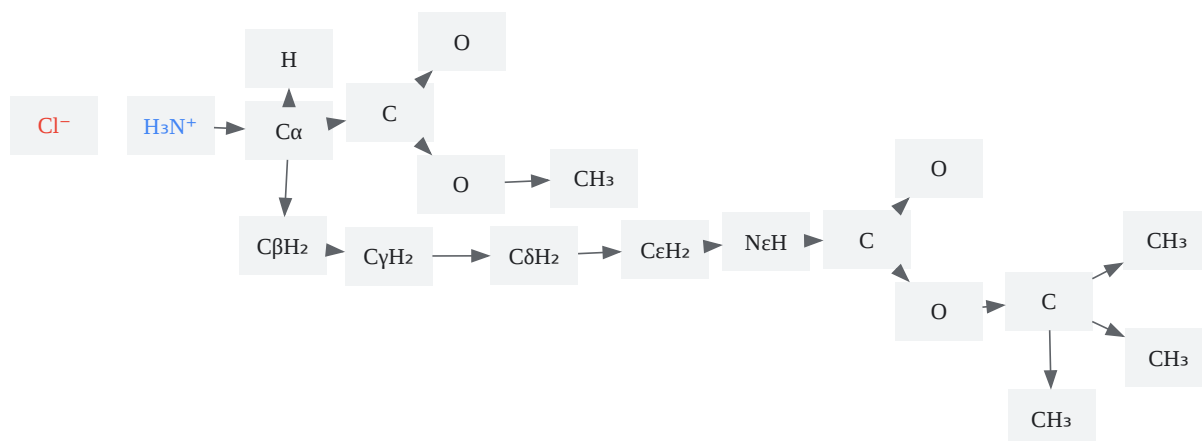 O
H
C
Cl⁻
H₃N⁺
Cα
O
CH₃
CβH₂
CγH₂
CδH₂
CεH₂
NεH
C
O
CH₃
O
C
CH₃
CH₃